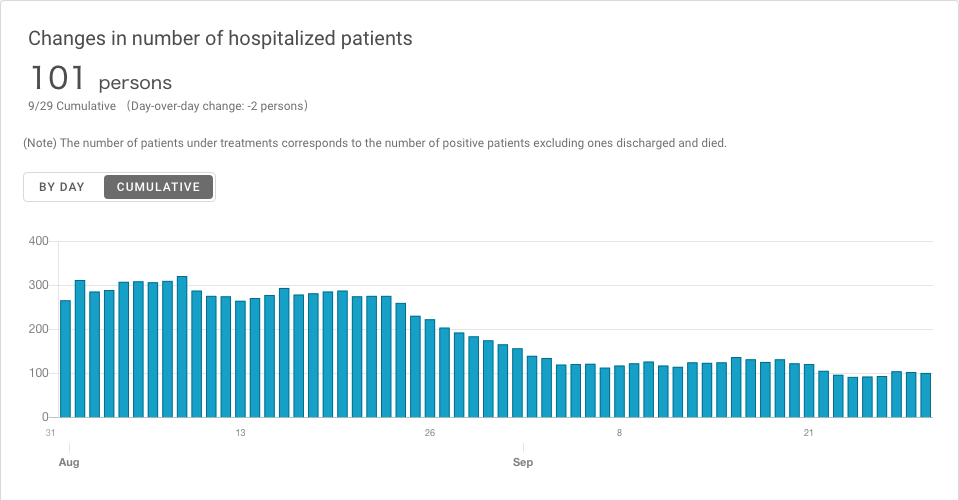 Changes in number of hospitalized patients
101 persons
9/29 Cumulative (Day-over-day change: -2 persons)
(Note) The number of patients under treatments corresponds to the number of positive patients excluding ones discharged and died.
BY DAY CUMULATIVE
400
300
200
100
0
31 13 26 8 21
Aug Sep